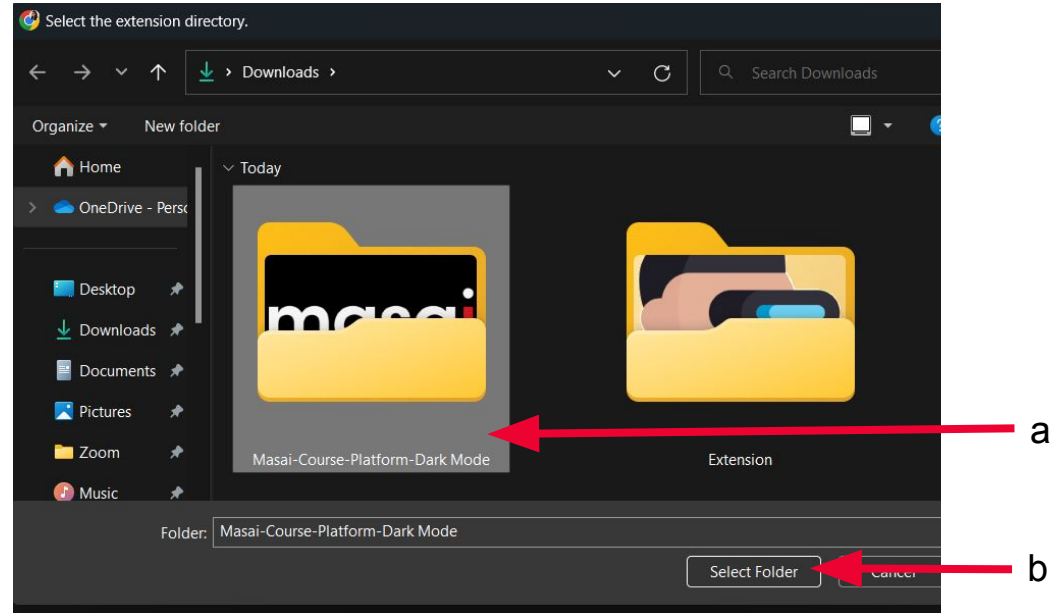 Select the extension directory.
Downloads
Search Downloads
Organize
New folder
Home
Today
OneDrive - Perso
masai
Desktop
Downloads
Documents
Pictures
a
Zoom
Masai-Course-Platform-Dark Mode
Extension
Music
Folder:
Masai-Course-Platform-Dark Mode
Select Folder
Cancel
b